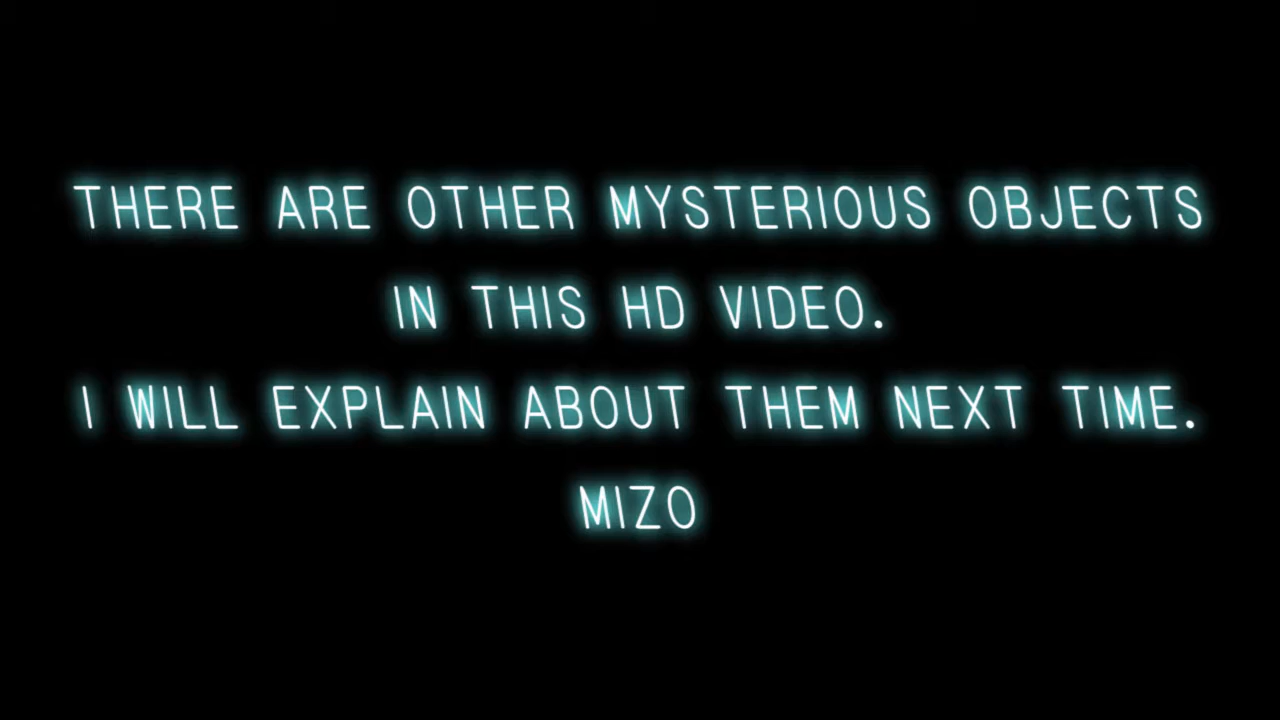 THERE ARE OTHER MYSTERIOUS OBJECTS
IN THIS HD VIDEO.
I WILL EXPLAIN ABOUT THEM NEXT TIME.
MIZO